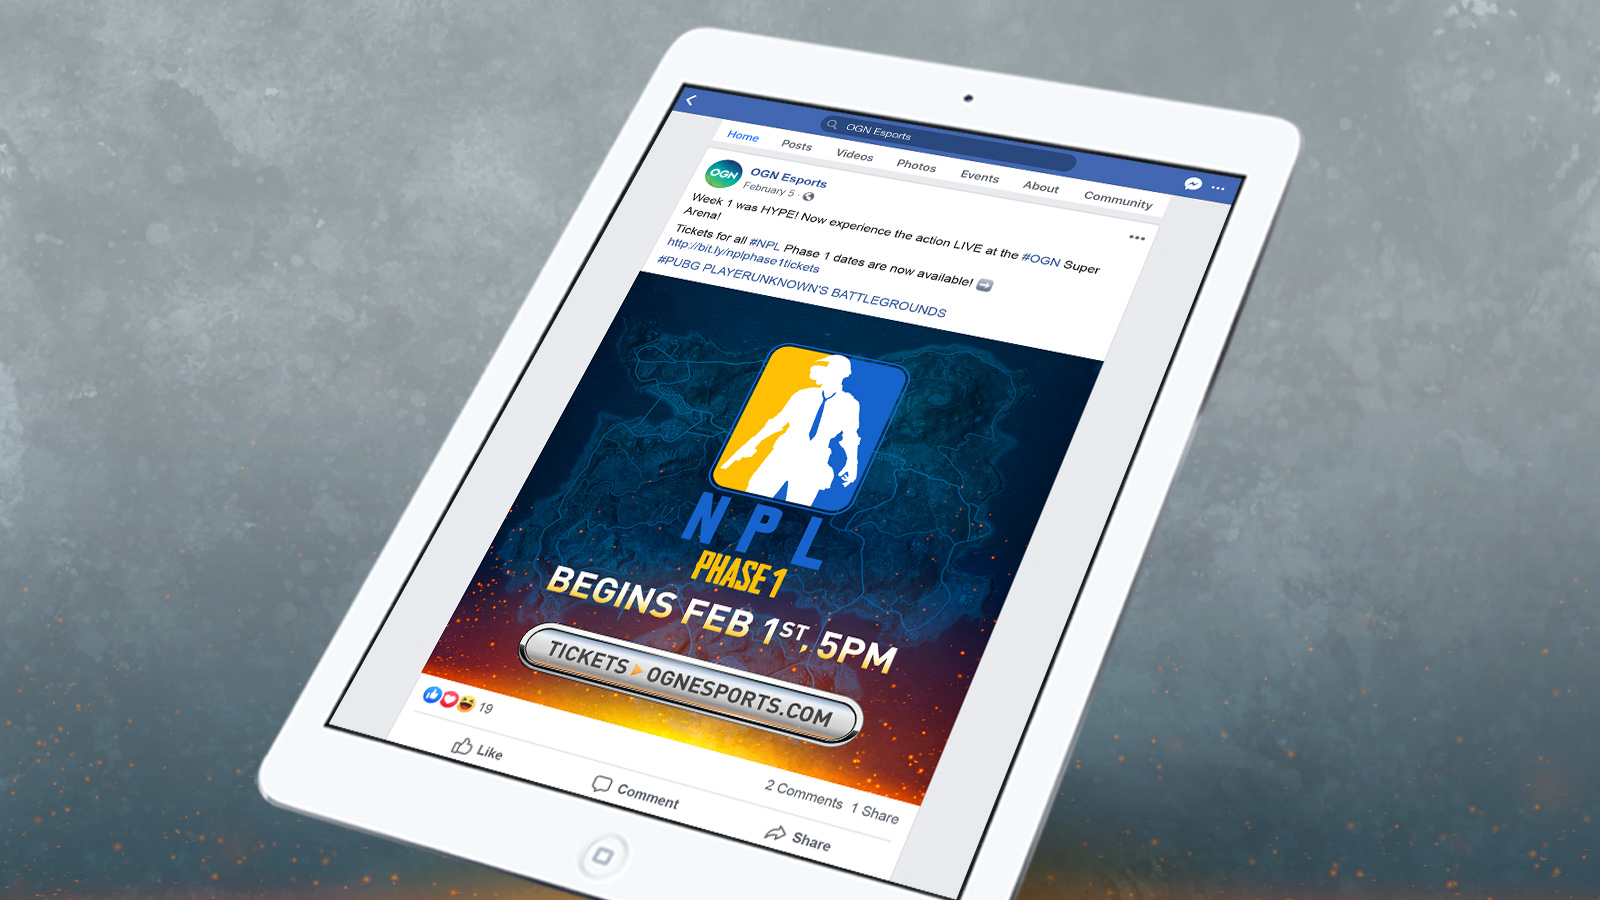 OGN Esports
Home Posts Videos Photos Events About Community
OGN
OGN Esports
February 5 ·
Week 1 was HYPE! Now experience the action LIVE at the #OGN Super
Arena!
Tickets for all #NPL Phase 1 dates are now available! ➡️
http://bit.ly/nplphase1tickets
#PUBG PLAYERUNKNOWN'S BATTLEGROUNDS
NPL
PHASE 1
BEGINS FEB 1ST, 5PM
TICKETS ▸ OGNESPORTS.COM
19
2 Comments 1 Share
Like Comment Share